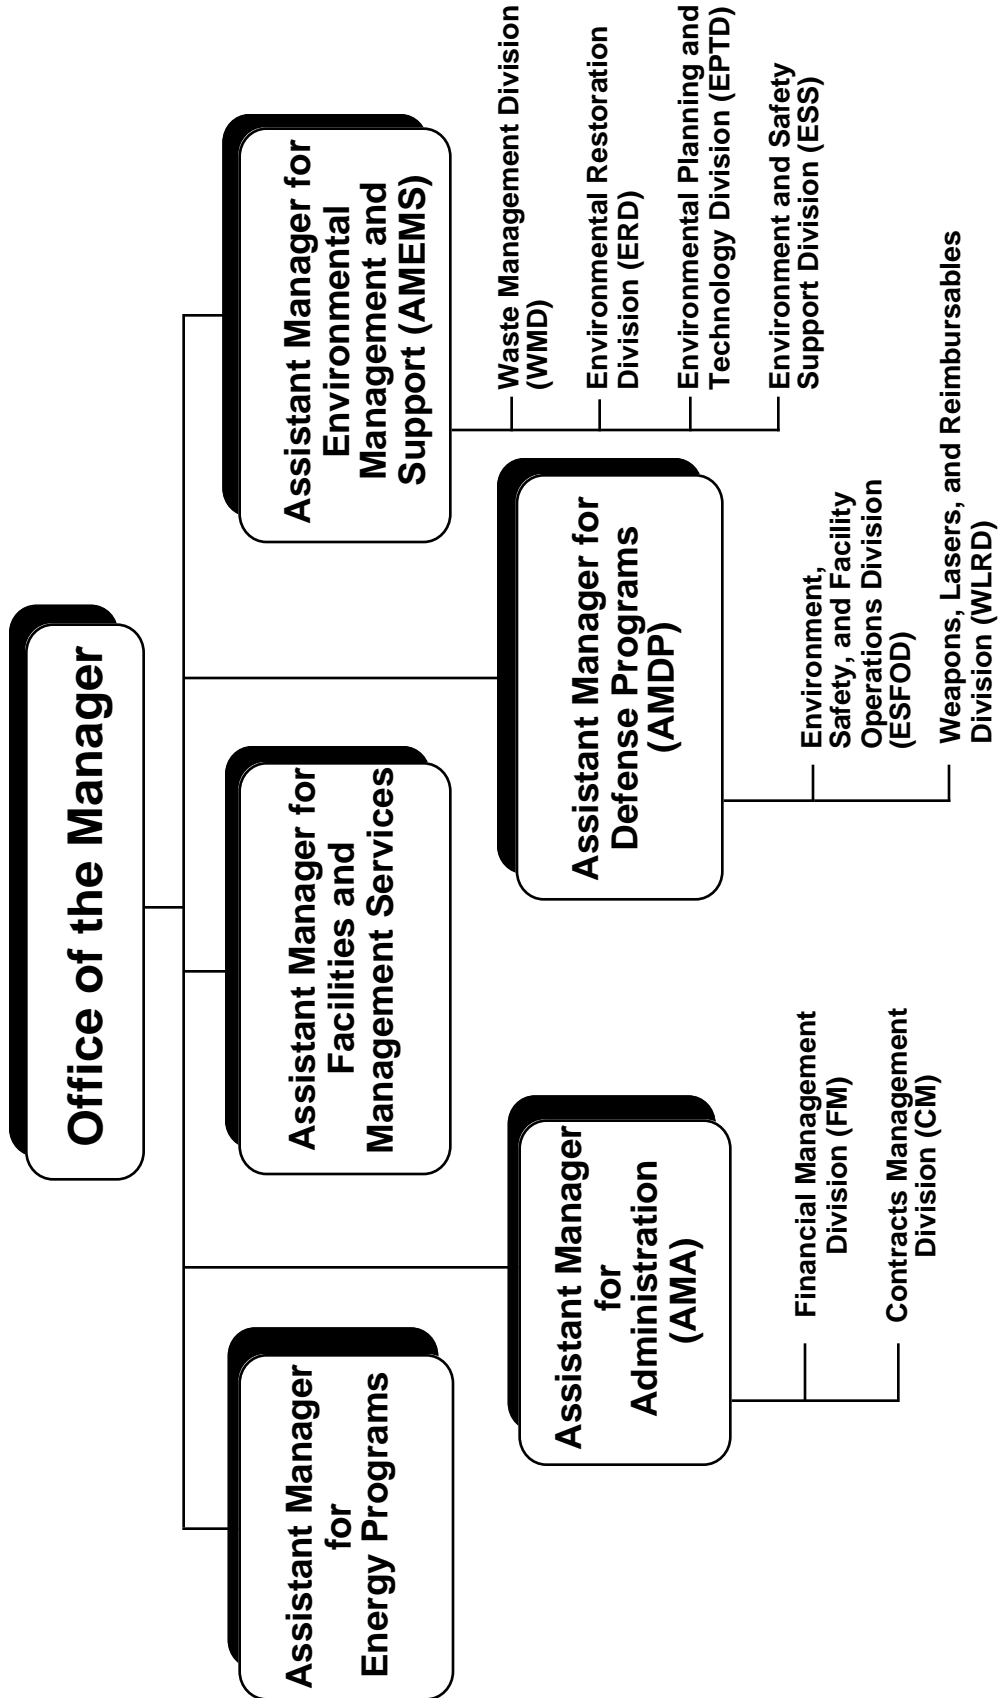 Office of the Manager
Assistant Manager
for
Energy Programs
Assistant Manager for
Facilities and
Management Services
Assistant Manager for
Environmental
Management and
Support (AMEMS)
Waste Management Division
(WMD)
Environmental Restoration
Division (ERD)
Environmental Planning and
Technology Division (EPTD)
Environment and Safety
Support Division (ESS)
Assistant Manager
for
Administration
(AMA)
Financial Management
Division (FM)
Contracts Management
Division (CM)
Assistant Manager for
Defense Programs
(AMDP)
Environment,
Safety, and Facility
Operations Division
(ESFOD)
Weapons, Lasers, and Reimbursables
Division (WLRD)